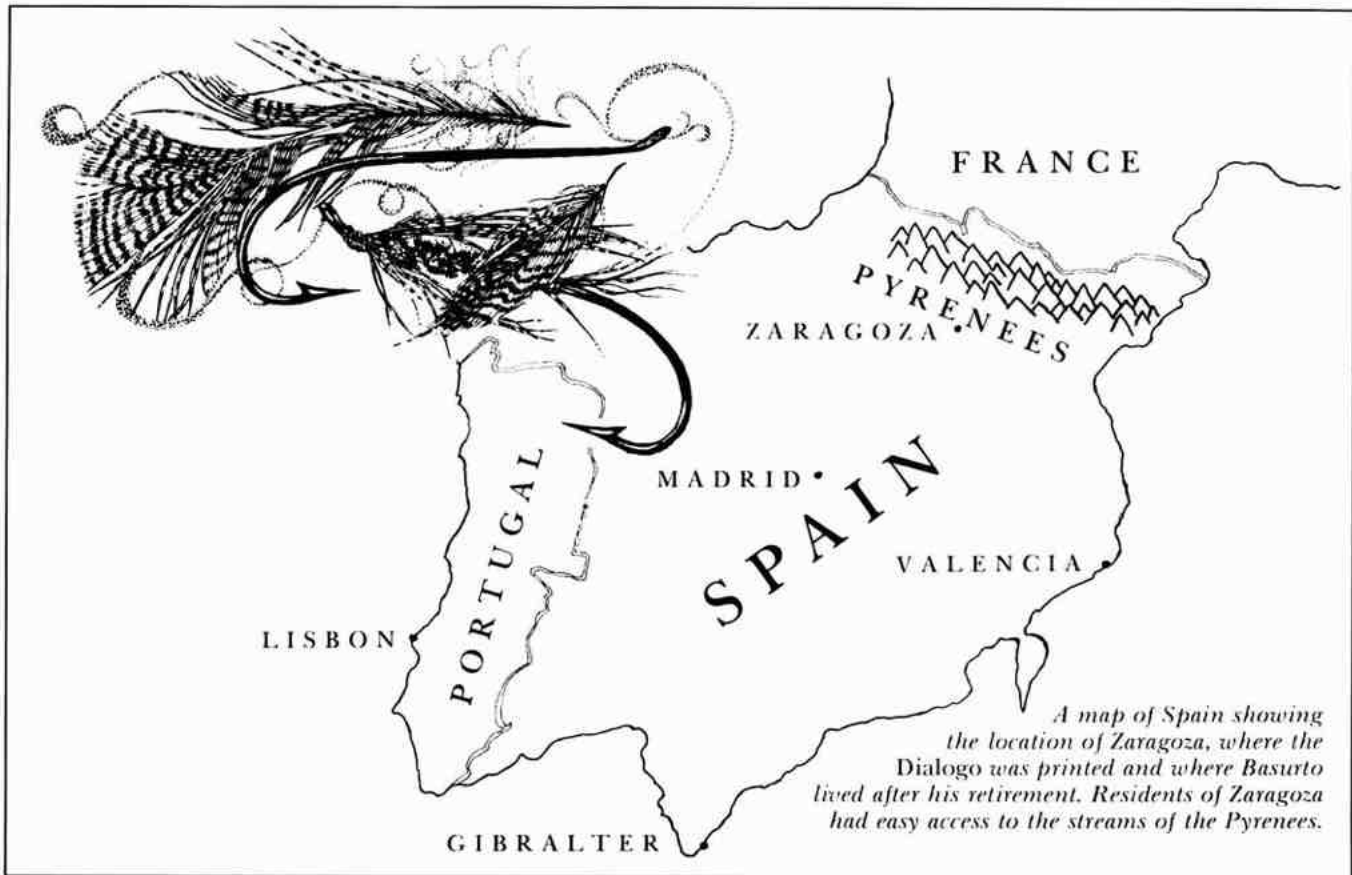 FRANCE
PYRENEES
ZARAGOZA
MADRID
SPAIN
PORTUGAL
VALENCIA
LISBON
GIBRALTER
A map of Spain showing
the location of Zaragoza, where the
Dialogo was printed and where Basurto
lived after his retirement. Residents of Zaragoza
had easy access to the streams of the Pyrenees.